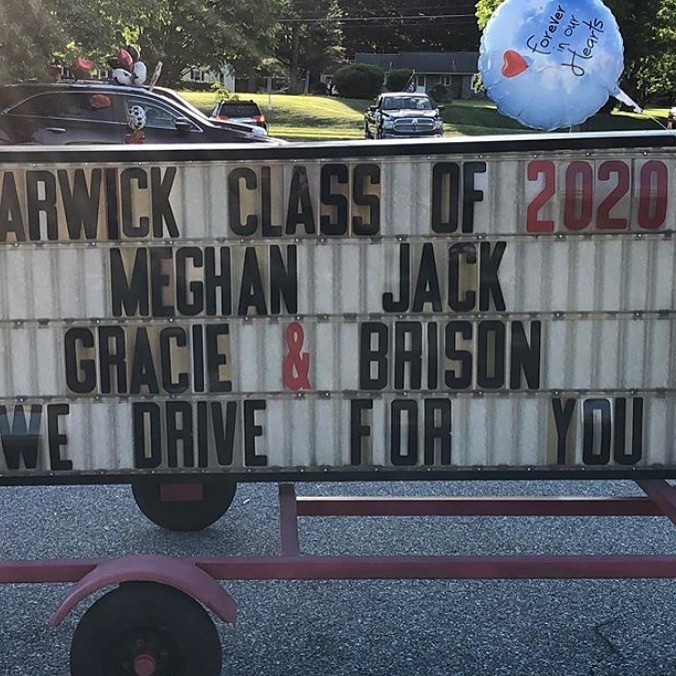 Forever
in our
Hearts
ARWICK CLASS OF 2020
MEGHAN JACK
GRACIE & BRISON
WE DRIVE FOR YOU